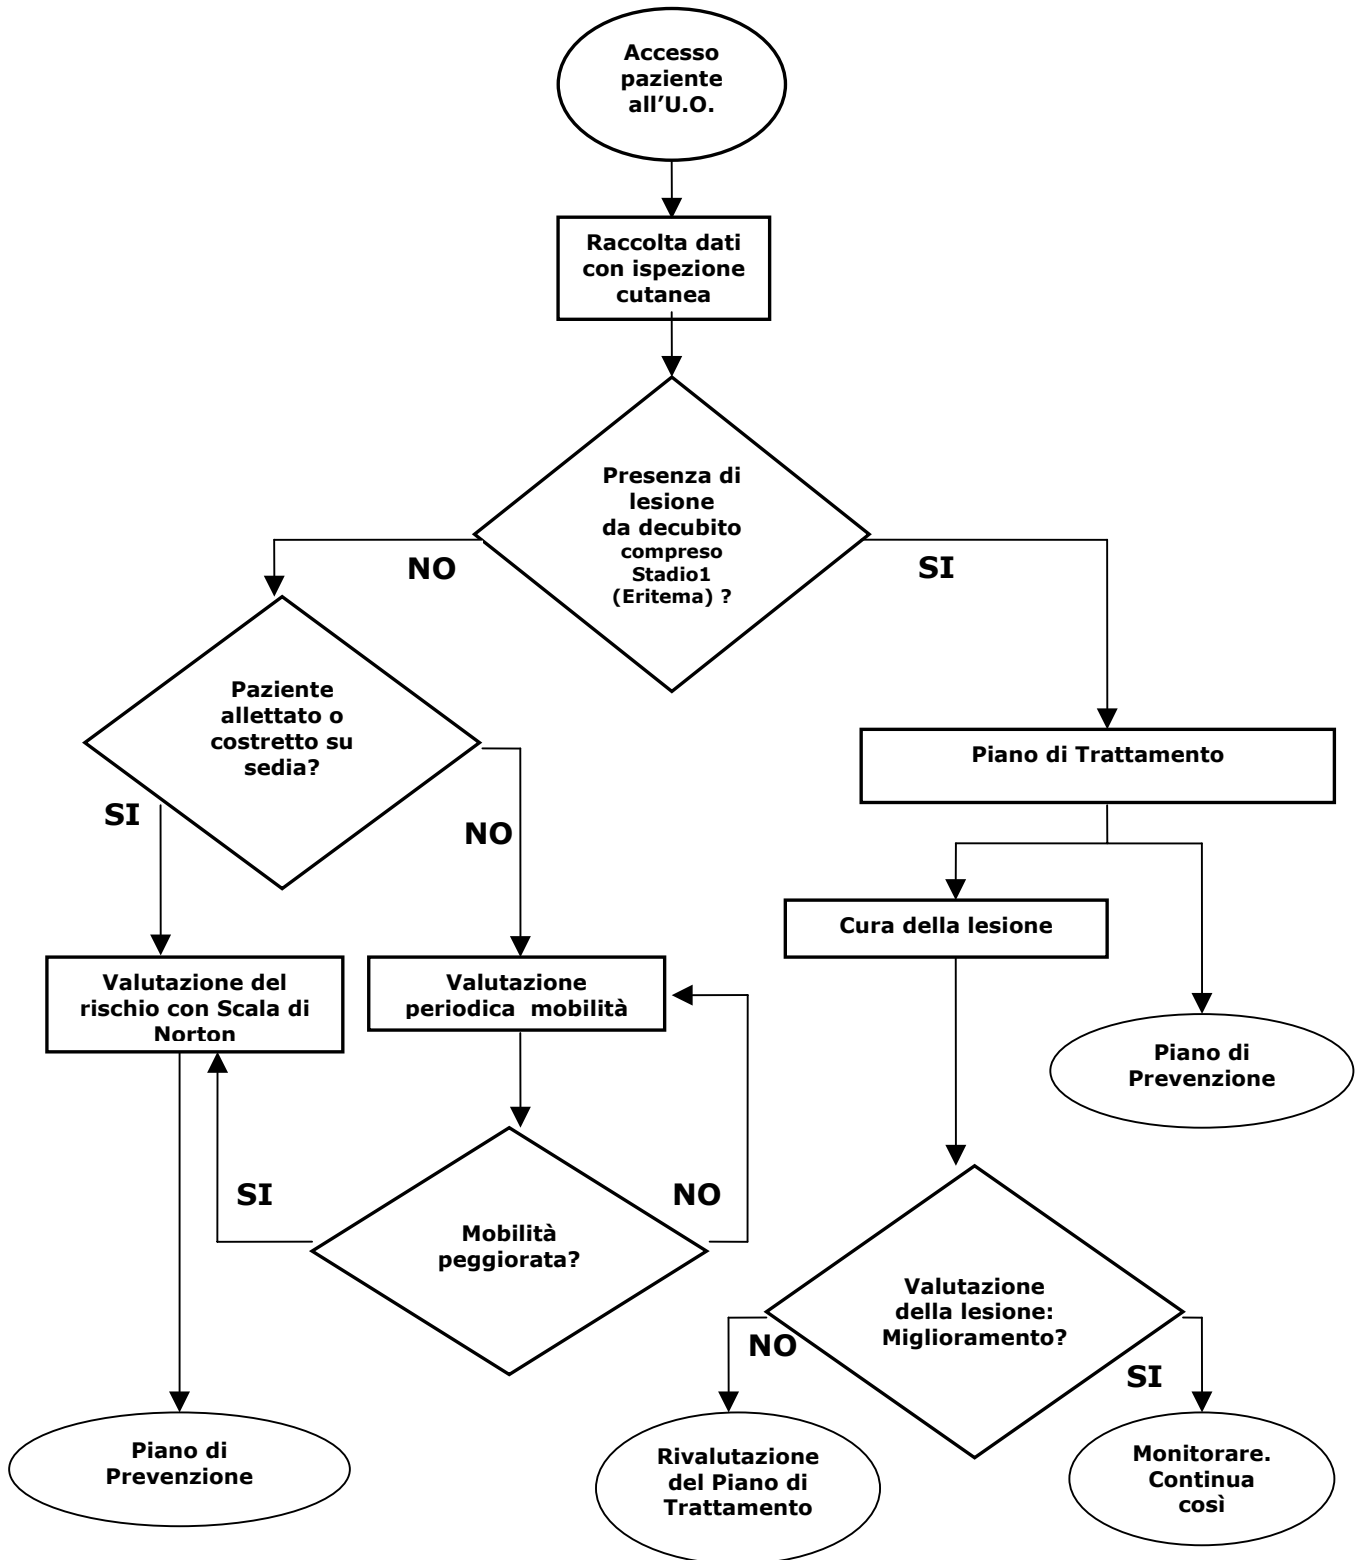 Accesso
paziente
all'U.O.
Raccolta dati
con ispezione
cutanea
Presenza di
lesione
da decubito
compreso
Stadio1
(Eritema) ?
NO
SI
Paziente
allettato o
costretto su
sedia?
SI
NO
Piano di Trattamento
Cura della lesione
Valutazione del
rischio con Scala di
Norton
Valutazione
periodica mobilità
Piano di
Prevenzione
SI
NO
Mobilità
peggiorata?
Valutazione
della lesione:
Miglioramento?
NO
SI
Piano di
Prevenzione
Rivalutazione
del Piano di
Trattamento
Monitorare.
Continua
così